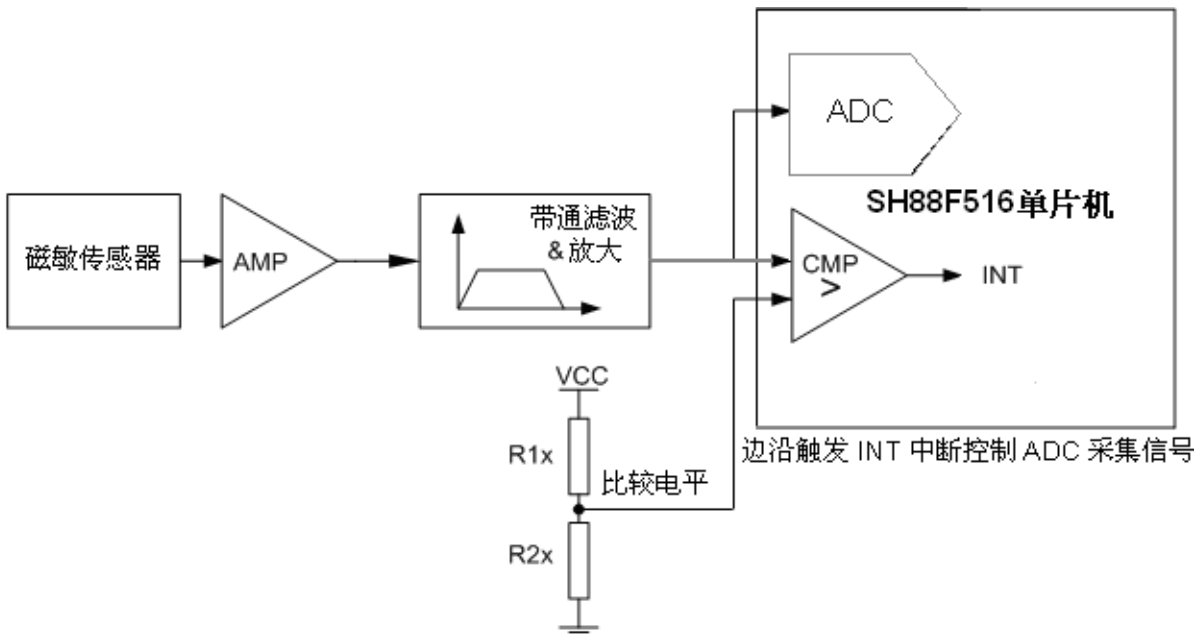 ADC
SH88F516单片机
磁敏传感器
AMP
带通滤波
&放大
CMP
>
INT
VCC
边沿触发 INT 中断控制 ADC 采集信号
R1x
比较电平
R2x